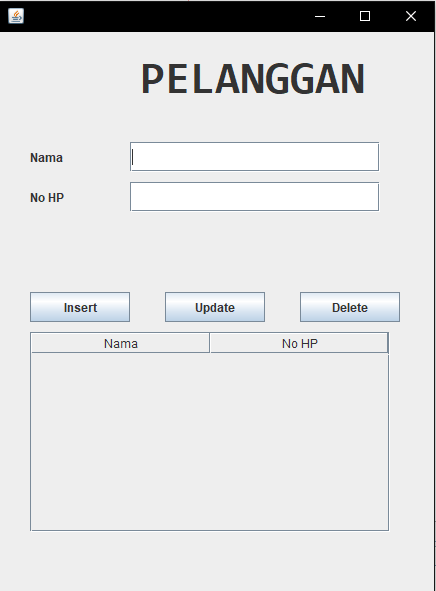 PELANGGAN
Nama
No HP
Insert Update Delete
Nama No HP